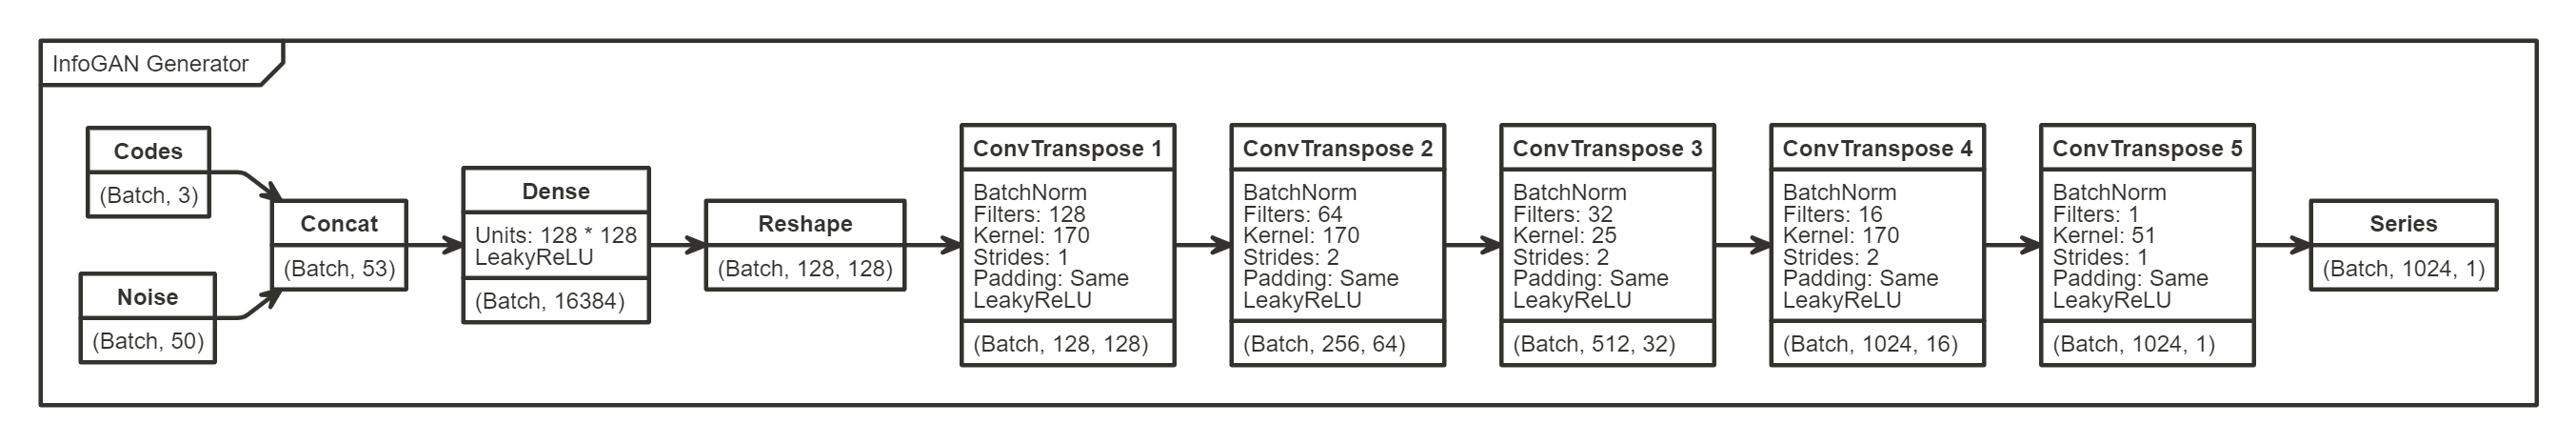 InfoGAN Generator
Codes
(Batch, 3)
Noise
(Batch, 50)
Concat
(Batch, 53)
Dense
Units: 128 * 128
LeakyReLU
(Batch, 16384)
Reshape
(Batch, 128, 128)
ConvTranspose 1
BatchNorm
Filters: 128
Kernel: 170
Strides: 1
Padding: Same
LeakyReLU
(Batch, 128, 128)
ConvTranspose 2
BatchNorm
Filters: 64
Kernel: 170
Strides: 2
Padding: Same
LeakyReLU
(Batch, 256, 64)
ConvTranspose 3
BatchNorm
Filters: 32
Kernel: 25
Strides: 2
Padding: Same
LeakyReLU
(Batch, 512, 32)
ConvTranspose 4
BatchNorm
Filters: 16
Kernel: 170
Strides: 2
Padding: Same
LeakyReLU
(Batch, 1024, 16)
ConvTranspose 5
BatchNorm
Filters: 1
Kernel: 51
Strides: 1
Padding: Same
LeakyReLU
(Batch, 1024, 1)
Series
(Batch, 1024, 1)